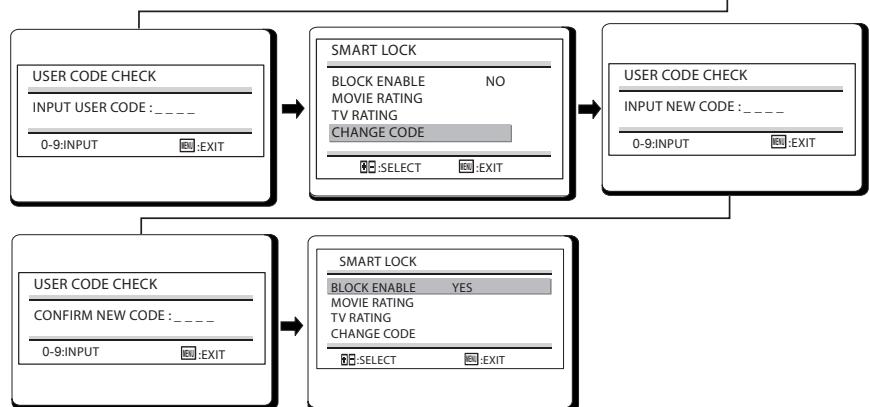 USER CODE CHECK
INPUT USER CODE : _ _ _ _
0-9:INPUT MENU :EXIT
SMART LOCK
BLOCK ENABLE NO
MOVIE RATING
TV RATING
CHANGE CODE
+ - :SELECT MENU :EXIT
USER CODE CHECK
INPUT NEW CODE : _ _ _ _
0-9:INPUT MENU :EXIT
USER CODE CHECK
CONFIRM NEW CODE : _ _ _ _
0-9:INPUT MENU :EXIT
SMART LOCK
BLOCK ENABLE YES
MOVIE RATING
TV RATING
CHANGE CODE
+ - :SELECT MENU :EXIT